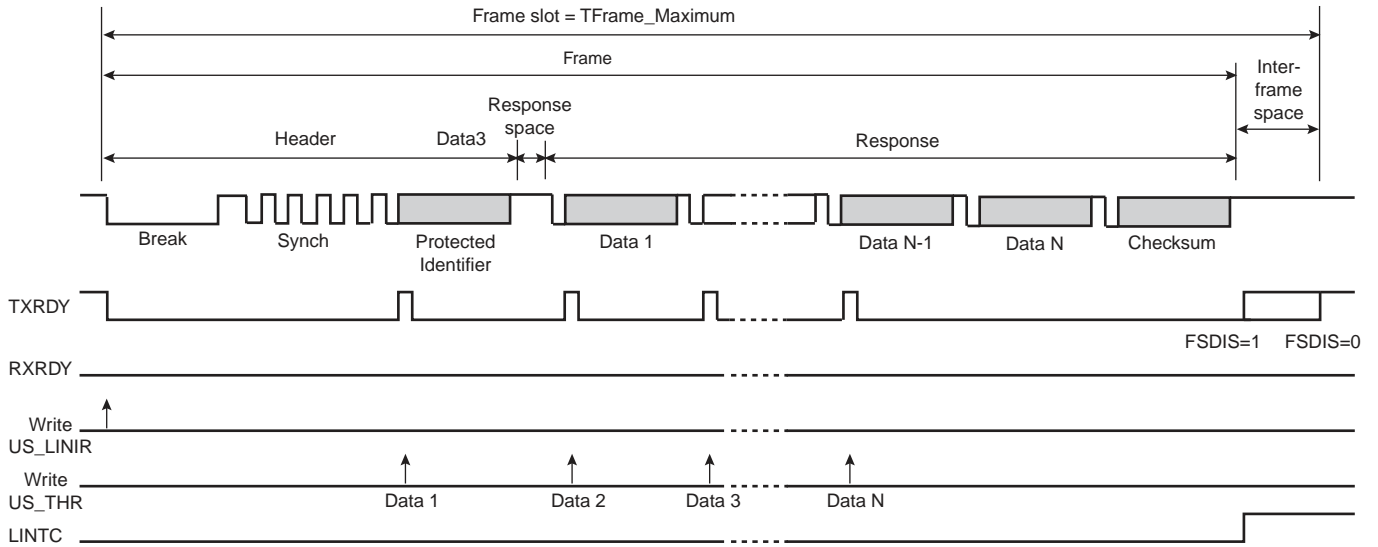 Frame slot = TFrame_Maximum
Frame
Inter-
frame
space
Response
space
Header
Data3
Response
Break
Synch
Protected
Identifier
Data 1
Data N-1
Data N
Checksum
TXRDY
FSDIS=1
FSDIS=0
RXRDY
Write
US_LINIR
Write
US_THR
Data 1
Data 2
Data 3
Data N
LINTC